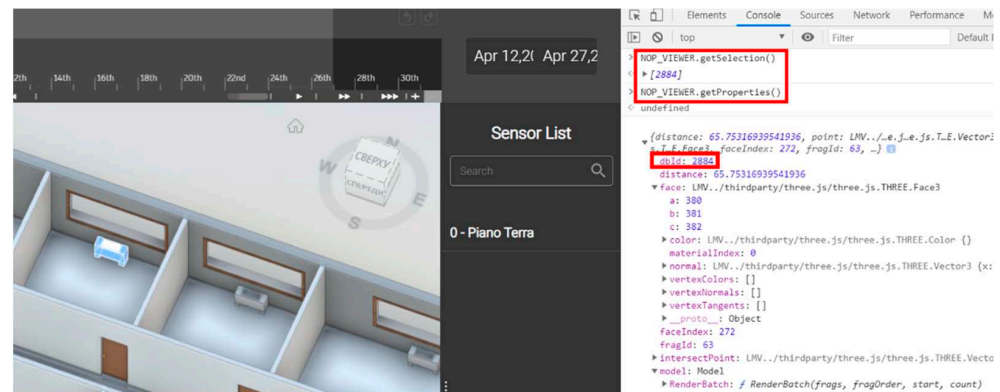 2th 14th 16th 18th 20th 22nd 24th 26th 28th 30th
Apr 12,2( Apr 27,2
N
W
E
S
СВЕРХУ
СПЕРЕДИ
Sensor List
Search
0 - Piano Terra
Elements Console Sources Network Performance M
top Filter Default l
> NOP_VIEWER.getSelection()
< ▶ [2884]
> NOP_VIEWER.getProperties()
< undefined
▼ {distance: 65.75316939541936, point: LMV../…e.j…e.js.T…E.Vector3
s.T…E.Face3, faceIndex: 272, fragId: 63, …}
dbId: 2884
distance: 65.75316939541936
▼ face: LMV../thirdparty/three.js/three.js.THREE.Face3
a: 380
b: 381
c: 382
▶ color: LMV../thirdparty/three.js/three.js.THREE.Color {}
materialIndex: 0
▶ normal: LMV../thirdparty/three.js/three.js.THREE.Vector3 {x:
▶ vertexColors: []
▶ vertexNormals: []
▶ vertexTangents: []
▶ __proto__: Object
faceIndex: 272
fragId: 63
▶ intersectPoint: LMV../thirdparty/three.js/three.js.THREE.Vecto
▼ model: Model
▶ RenderBatch: ƒ RenderBatch(frags, fragOrder, start, count)